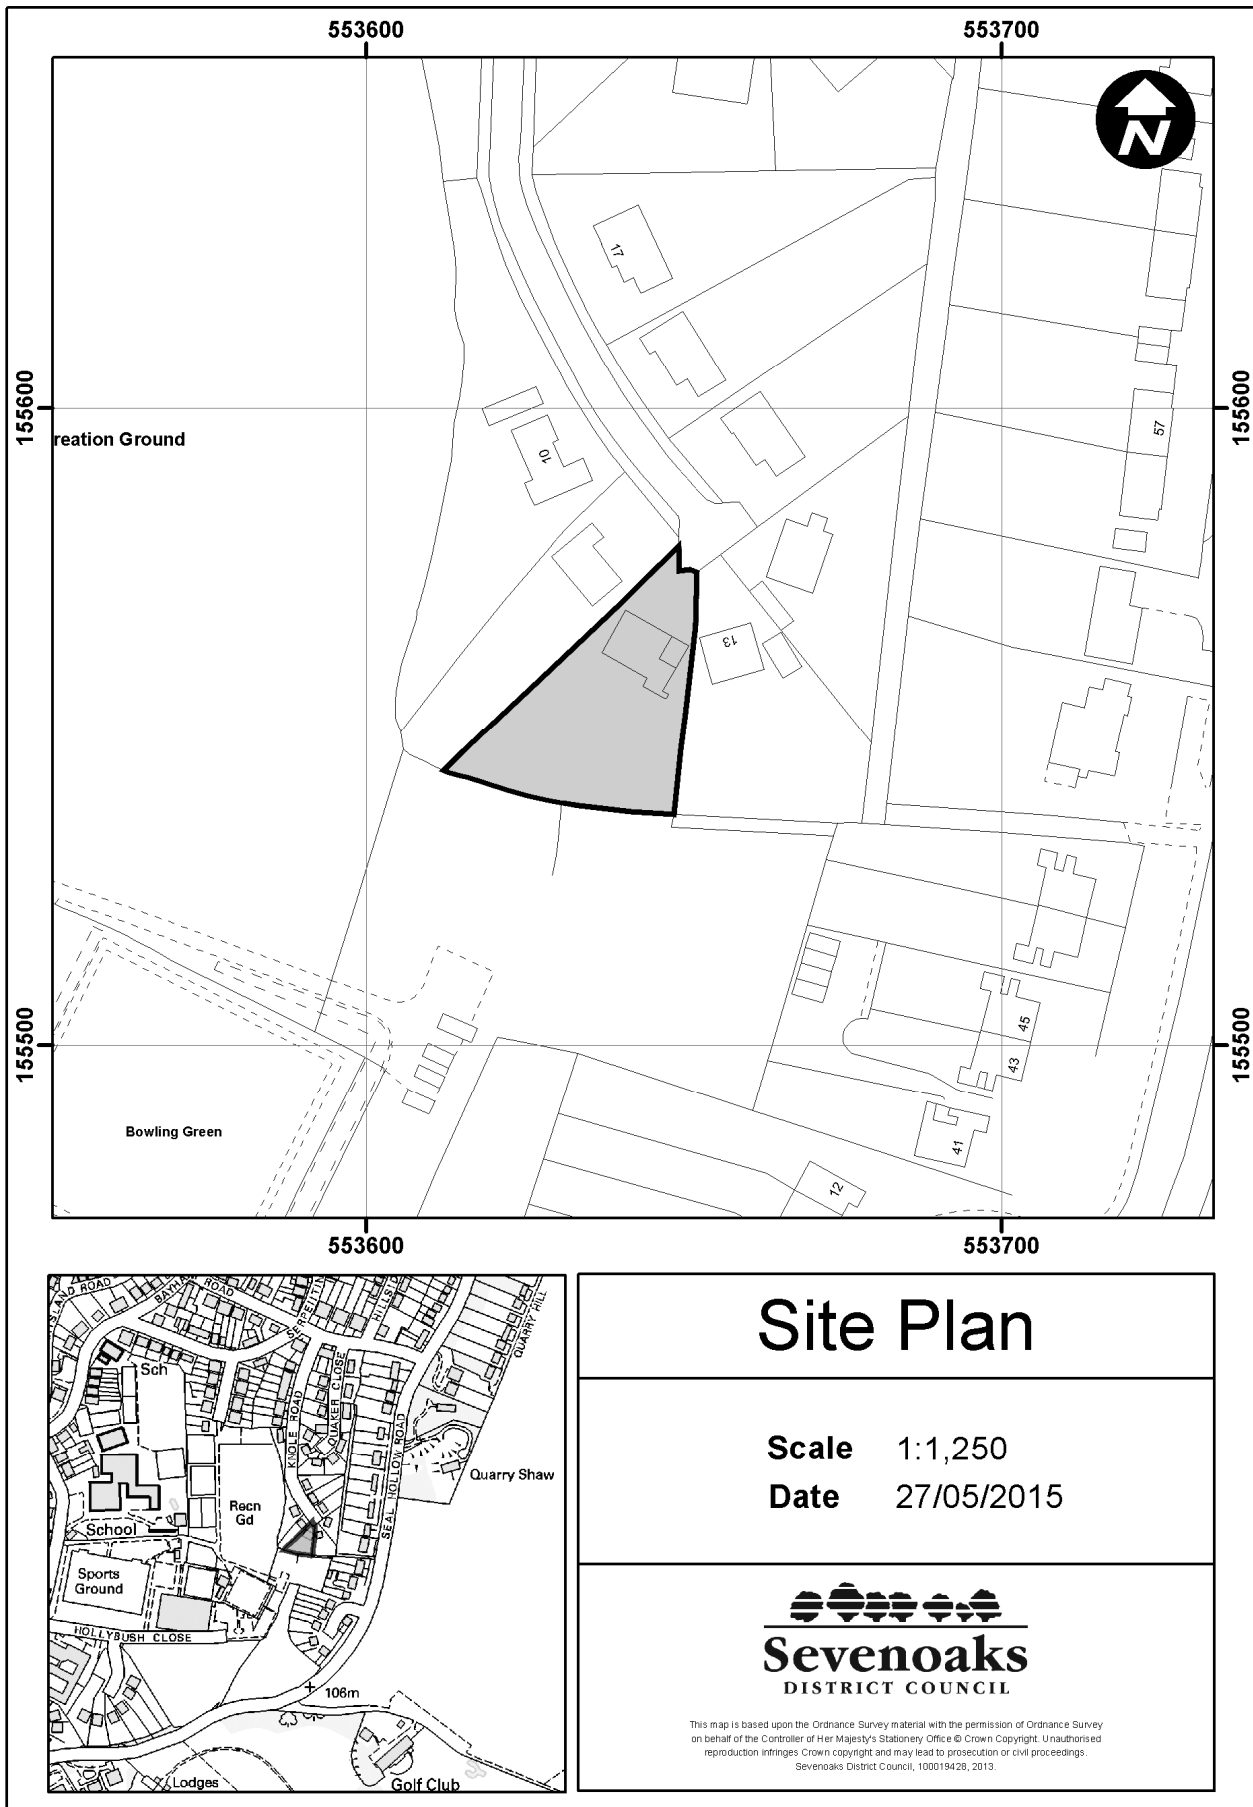 553600
553700
N
17
155600
155600
57
reation Ground
10
13
155500
155500
45
43
Bowling Green
41
12
553600
553700
ROAD
BAYHA
ROAD
SERPENTIN
HILLSI
QUARRY HILL
Sch
KNOLE ROAD
QUAKER CLOSE
SEAL HOLLOW ROAD
Quarry Shaw
Recn
Gd
School
Sports
Ground
HOLLYBUSH CLOSE
106m
Lodges
Golf Club
Site Plan
Scale 1:1,250
Date 27/05/2015
Sevenoaks
DISTRICT COUNCIL
This map is based upon the Ordnance Survey material with the permission of Ordnance Survey
on behalf of the Controller of Her Majesty's Stationery Office © Crown Copyright. Unauthorised
reproduction infringes Crown copyright and may lead to prosecution or civil proceedings.
Sevenoaks District Council, 100019428, 2013.